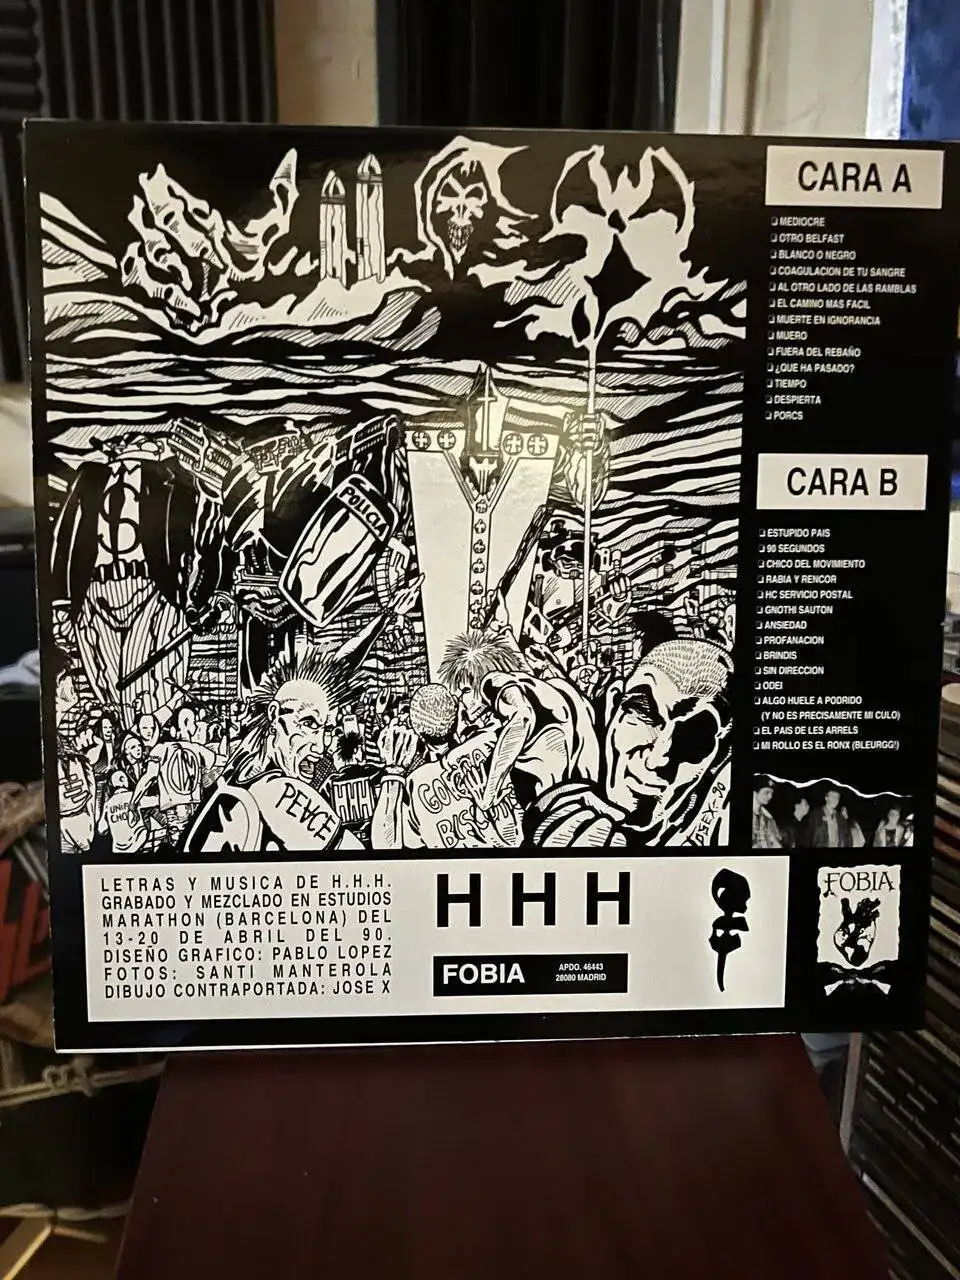 CARA A
MEDIOCRE
OTRO BELFAST
BLANCO O NEGRO
COAGULACION DE TU SANGRE
AL OTRO LADO DE LAS RAMBLAS
EL CAMINO MAS FACIL
MUERTE EN IGNORANCIA
MUERO
FUERA DEL REBAÑO
¿QUE HA PASADO?
TIEMPO
DESPIERTA
PORCS
CARA B
ESTUPIDO PAIS
90 SEGUNDOS
CHICO DEL MOVIMIENTO
RABIA Y RENCOR
HC SERVICIO POSTAL
GNOTHI SAUTON
ANSIEDAD
PROFANACION
BRINDIS
SIN DIRECCION
ODEI
ALGO HUELE A PODRIDO
(Y NO ES PRECISAMENTE MI CULO)
EL PAIS DE LES ARRELS
MI ROLLO ES EL RONX (BLEURGG!)
POLICIA
PEACE
HHH
JOSE X-90
LETRAS Y MUSICA DE H.H.H.
GRABADO Y MEZCLADO EN ESTUDIOS
MARATHON (BARCELONA) DEL
13-20 DE ABRIL DEL 90.
DISEÑO GRAFICO: PABLO LOPEZ
FOTOS: SANTI MANTEROLA
DIBUJO CONTRAPORTADA: JOSE X
HHH
FOBIA
APDO. 46443
28080 MADRID
FOBIA